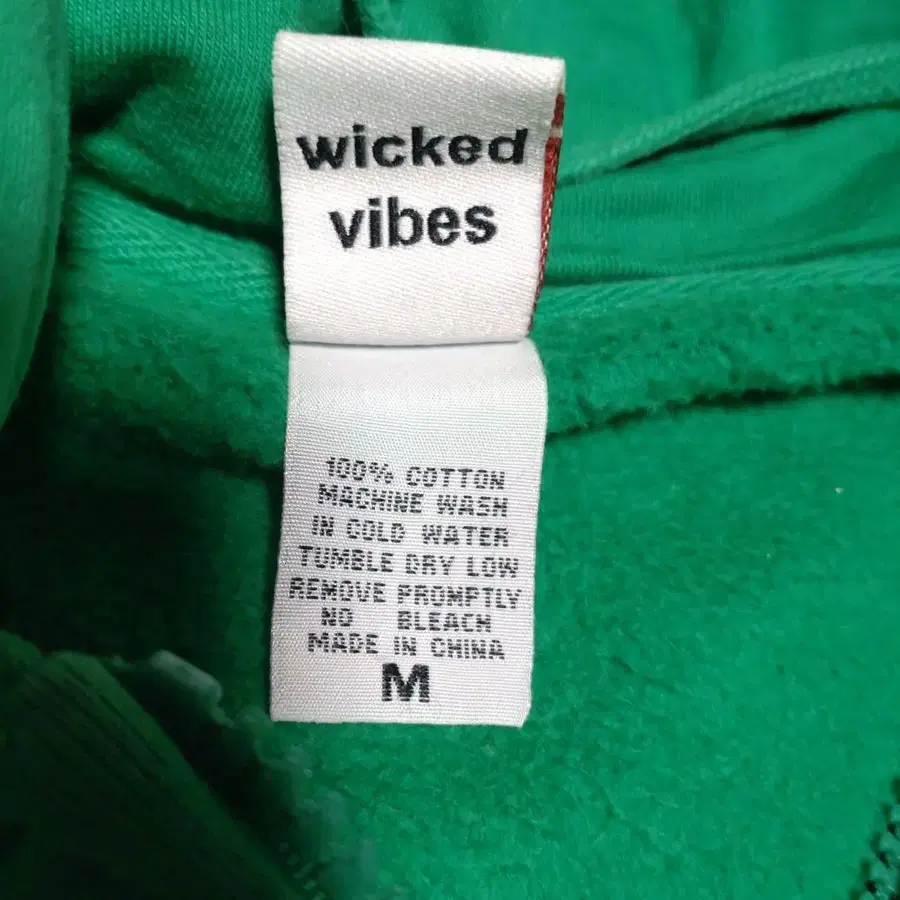 wicked
vibes
100% COTTON
MACHINE WASH
IN COLD WATER
TUMBLE DRY LOW
REMOVE PROMPTLY
NO BLEACH
MADE IN CHINA
M